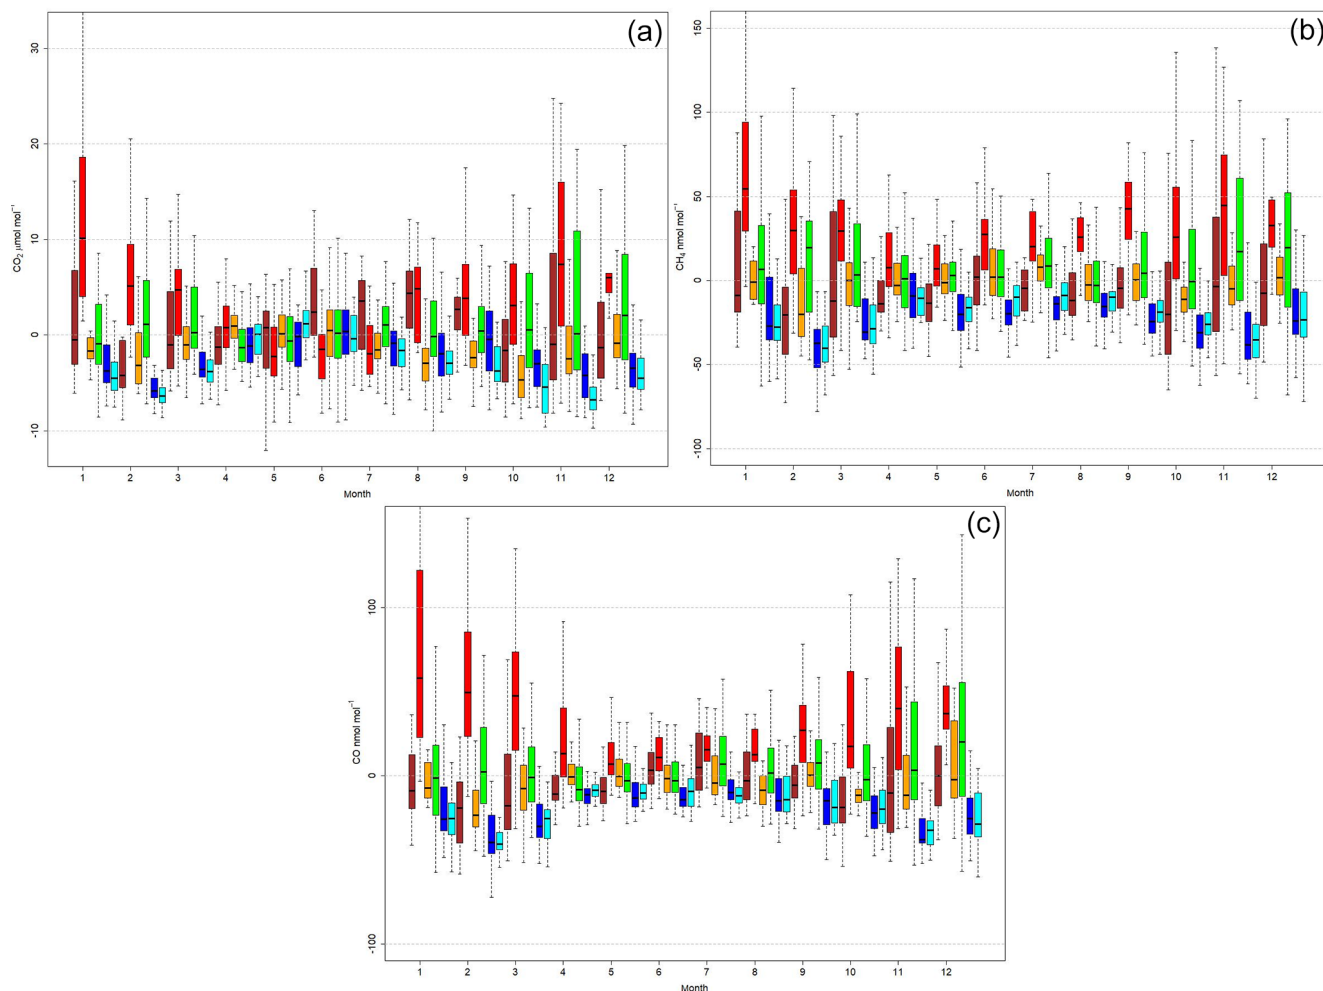 (a)
30
20
10
0
-10
CO₂ μmol mol⁻¹
1 2 3 4 5 6 7 8 9 10 11 12
Month
(b)
150
100
50
0
-50
-100
CH₄ nmol mol⁻¹
1 2 3 4 5 6 7 8 9 10 11 12
Month
(c)
100
0
-100
CO nmol mol⁻¹
1 2 3 4 5 6 7 8 9 10 11 12
Month